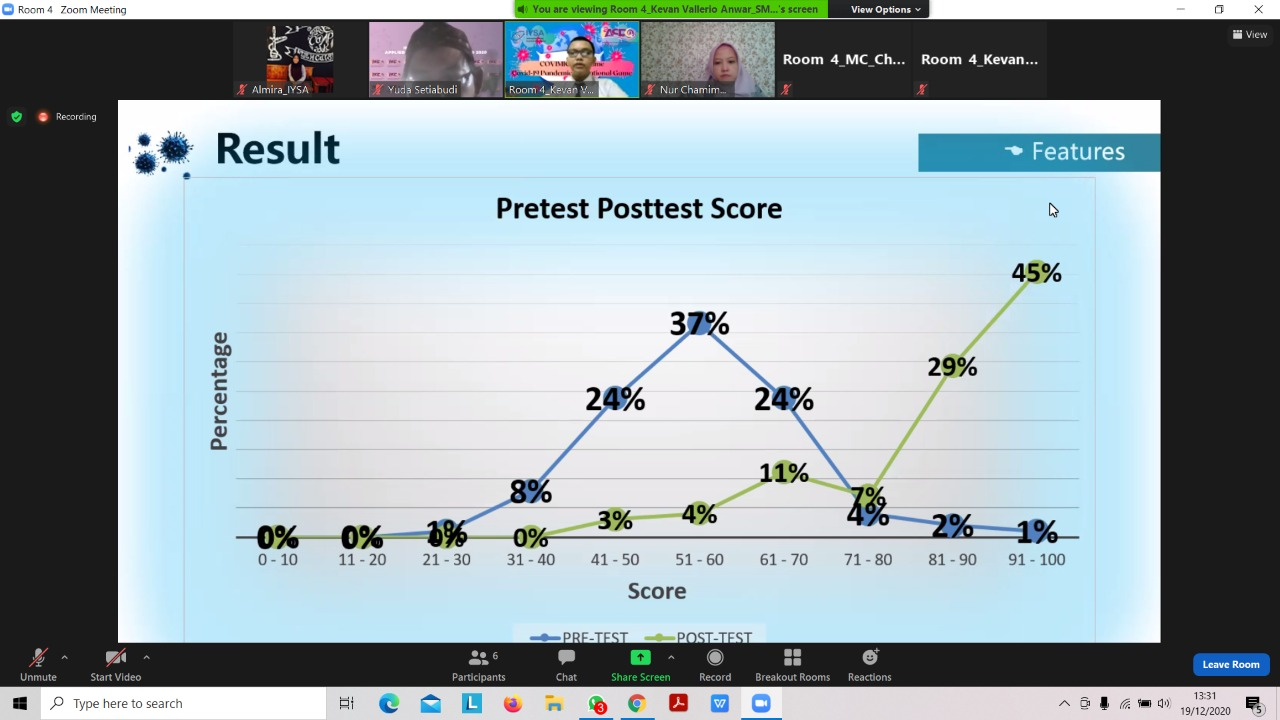 Room 4 Zoom Meeting
You are viewing Room 4_Kevan Vallerio Anwar_SM...'s screen
View Options
View
Almira_IYSA
Yuda Setiabudi
Room 4_Kevan V...
Nur Chamim...
Room 4_MC_Ch...
Room 4_Kevan...
Recording
Result
Features
Pretest Posttest Score
Percentage
45%
37%
29%
24%
24%
11%
8%
7%
4%
4%
3%
2%
1%
1%
0%
0%
0%
0%
0%
0%
0 - 10
11 - 20
21 - 30
31 - 40
41 - 50
51 - 60
61 - 70
71 - 80
81 - 90
91 - 100
Score
PRE-TEST
POST-TEST
Unmute
Start Video
6
Participants
Chat
Share Screen
Record
Breakout Rooms
Reactions
Leave Room
Type here to search
3
13:31
19/12/2020
5